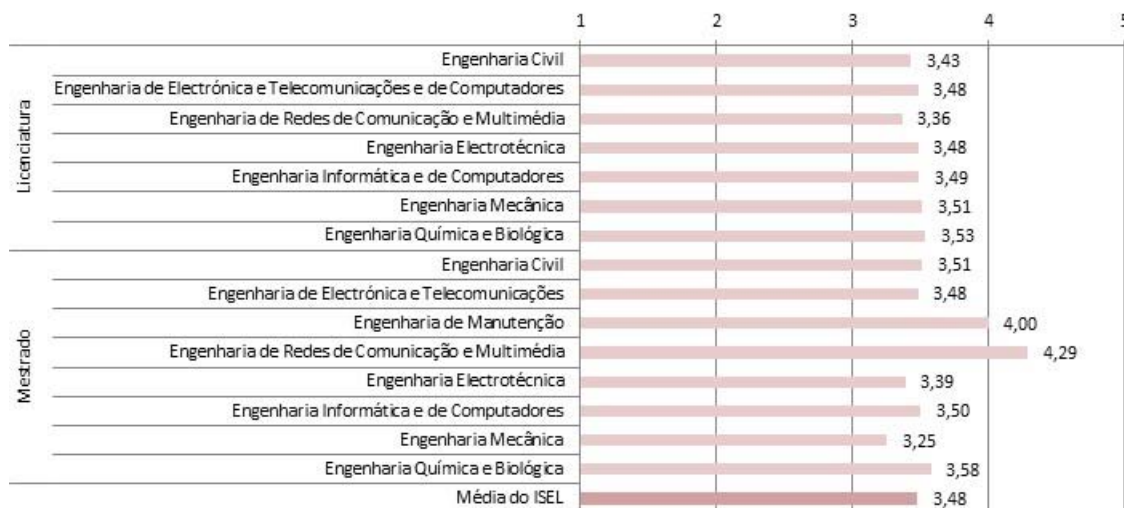 1 2 3 4 5
Licenciatura
Engenharia Civil 3,43
Engenharia de Electrónica e Telecomunicações e de Computadores 3,48
Engenharia de Redes de Comunicação e Multimédia 3,36
Engenharia Electrotécnica 3,48
Engenharia Informática e de Computadores 3,49
Engenharia Mecânica 3,51
Engenharia Química e Biológica 3,53
Mestrado
Engenharia Civil 3,51
Engenharia de Electrónica e Telecomunicações 3,48
Engenharia de Manutenção 4,00
Engenharia de Redes de Comunicação e Multimédia 4,29
Engenharia Electrotécnica 3,39
Engenharia Informática e de Computadores 3,50
Engenharia Mecânica 3,25
Engenharia Química e Biológica 3,58
Média do ISEL 3,48